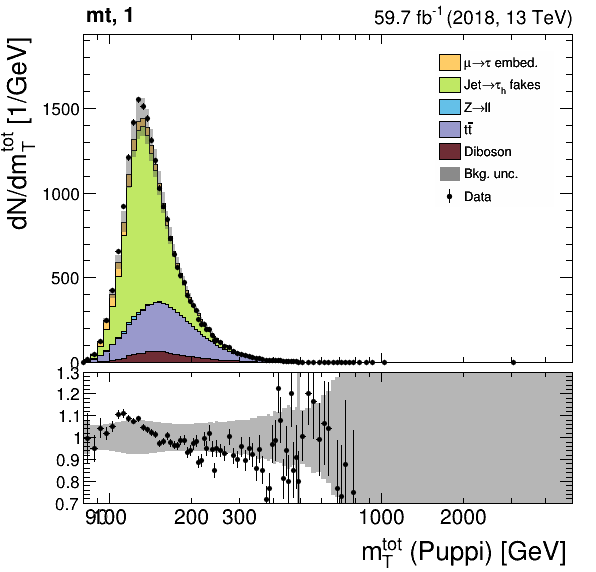 mt, 1
59.7 fb⁻¹ (2018, 13 TeV)
dN/dm_T^tot [1/GeV]
1500
1000
500
0
μ→τ embed.
Jet→τ_h fakes
Z→ll
tt̄
Diboson
Bkg. unc.
Data
1.3
1.2
1.1
1
0.9
0.8
0.7
90
100
200
300
1000
2000
m_T^tot (Puppi) [GeV]